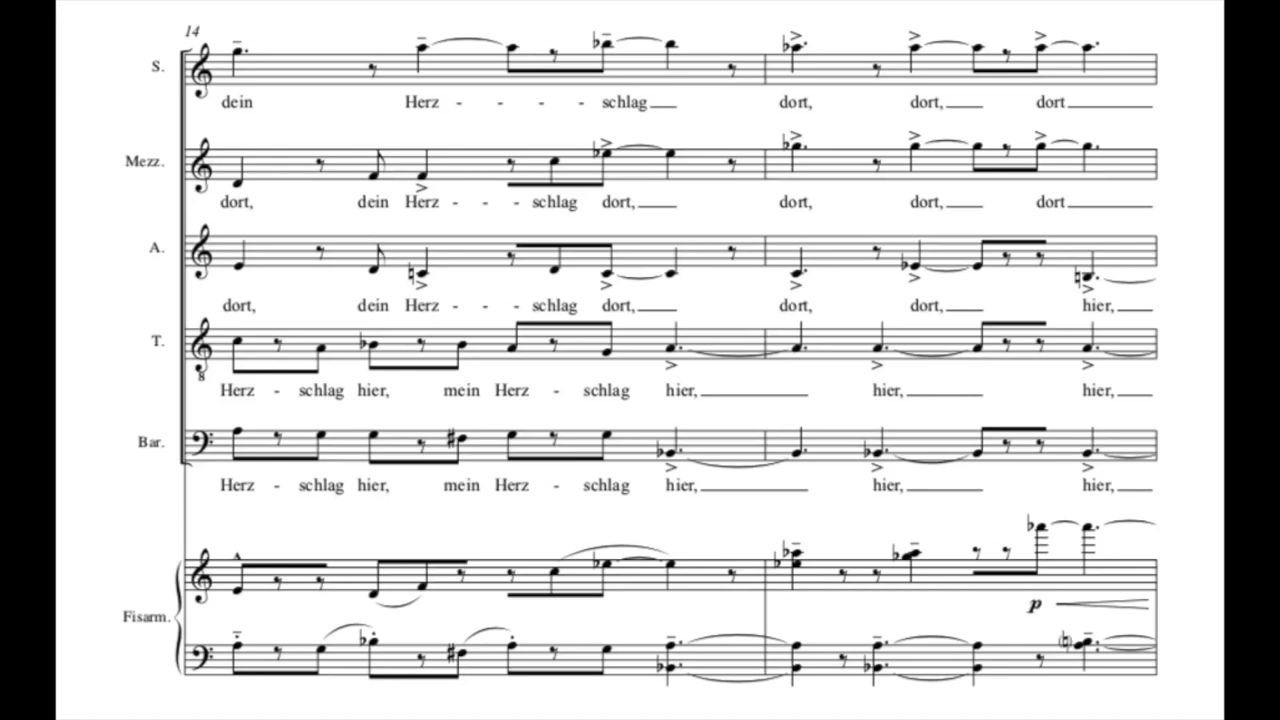 14
S.
dein Herz - - - - schlag dort, dort, dort
Mezz.
dort, dein Herz - - - schlag dort, dort, dort, dort
A.
dort, dein Herz - - - schlag dort, dort, dort, hier,
T.
8
Herz - schlag hier, mein Herz - schlag hier, hier, hier,
Bar.
Herz - schlag hier, mein Herz - schlag hier, hier, hier,
Fisarm.
p